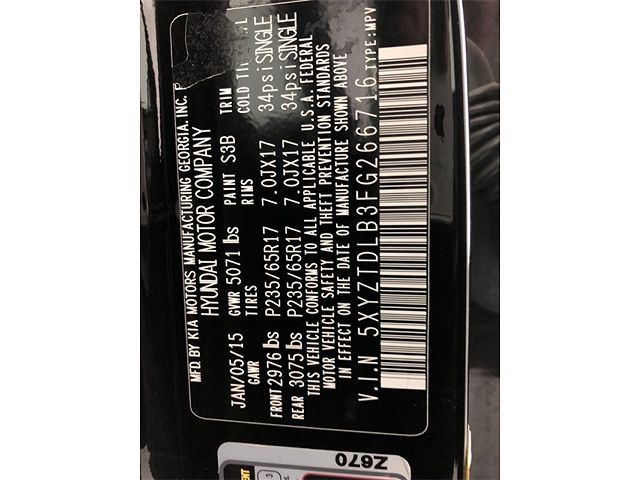 MFD. BY KIA MOTORS MANUFACTURING GEORGIA, INC.
HYUNDAI MOTOR COMPANY
JAN/05/15 PAINT S3B TRIM
GVWR 5071 lbs
GAWR TIRES RIMS COLD
FRONT 2976 lbs P235/65R17 7.0JX17 34psi SINGLE
REAR 3075 lbs P235/65R17 7.0JX17 34psi SINGLE
THIS VEHICLE CONFORMS TO ALL APPLICABLE U.S.A. FEDERAL
MOTOR VEHICLE SAFETY AND THEFT PREVENTION STANDARDS
IN EFFECT ON THE DATE OF MANUFACTURE SHOWN ABOVE
V.I.N 5XYZTDLB3FG266716 TYPE:MPV
Z670